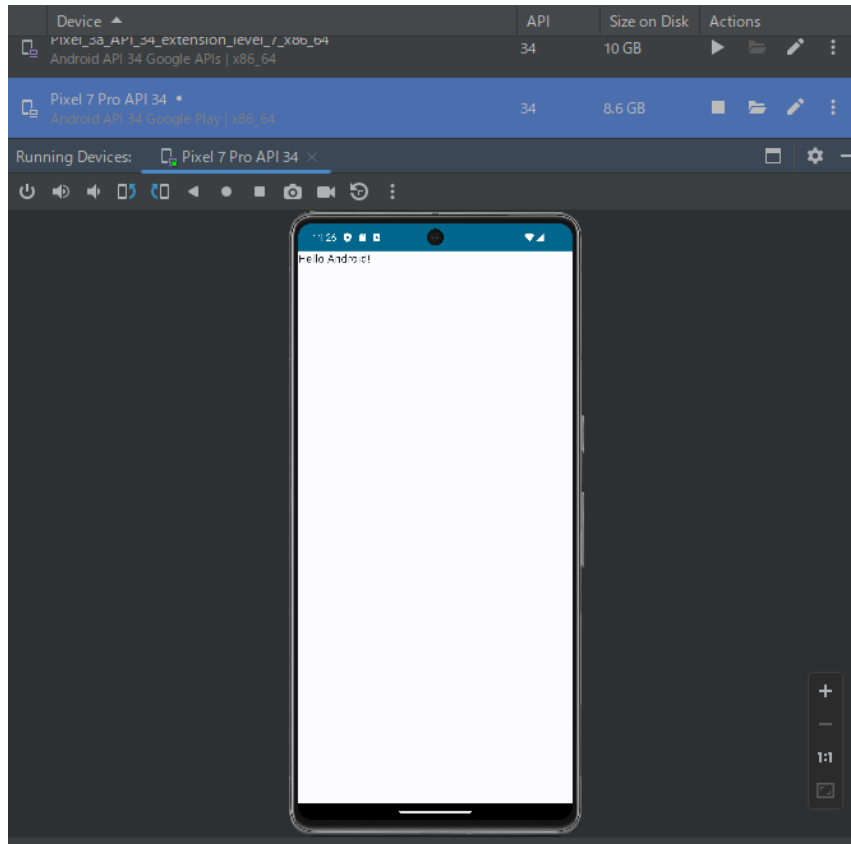 Device API Size on Disk Actions
Pixel_3a_API_34_extension_level_7_x86_64
34 10 GB
Android API 34 Google APIs | x86_64
Pixel 7 Pro API 34
34 8.6 GB
Android API 34 Google Play | x86_64
Running Devices: Pixel 7 Pro API 34
11:26
Hello Android!
1:1